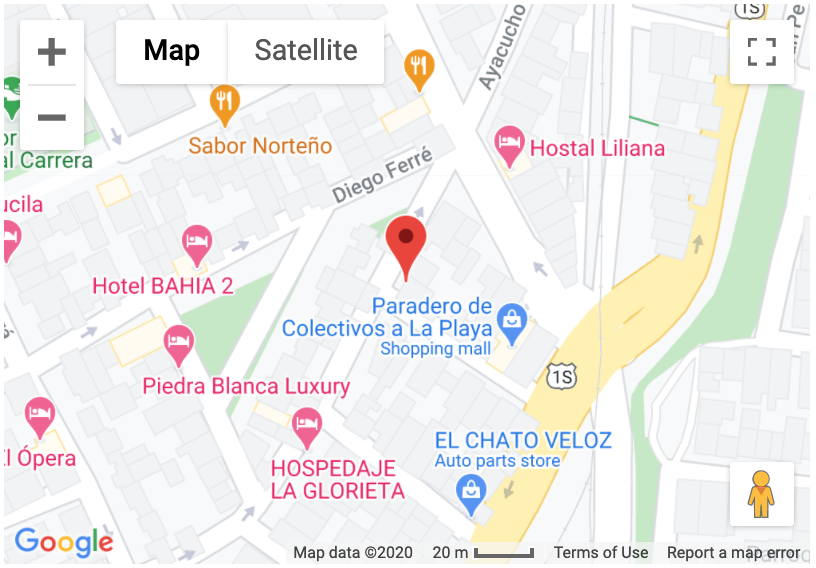 Map
Satellite
1S
Ayacucho
Sabor Norteño
al Carrera
Hostal Liliana
Diego Ferré
ucila
Hotel BAHIA 2
Paradero de
Colectivos a La Playa
Shopping mall
1S
Piedra Blanca Luxury
EL CHATO VELOZ
Auto parts store
Ópera
HOSPEDAJE
LA GLORIETA
Google
Map data ©2020
20 m
Terms of Use
Report a map error